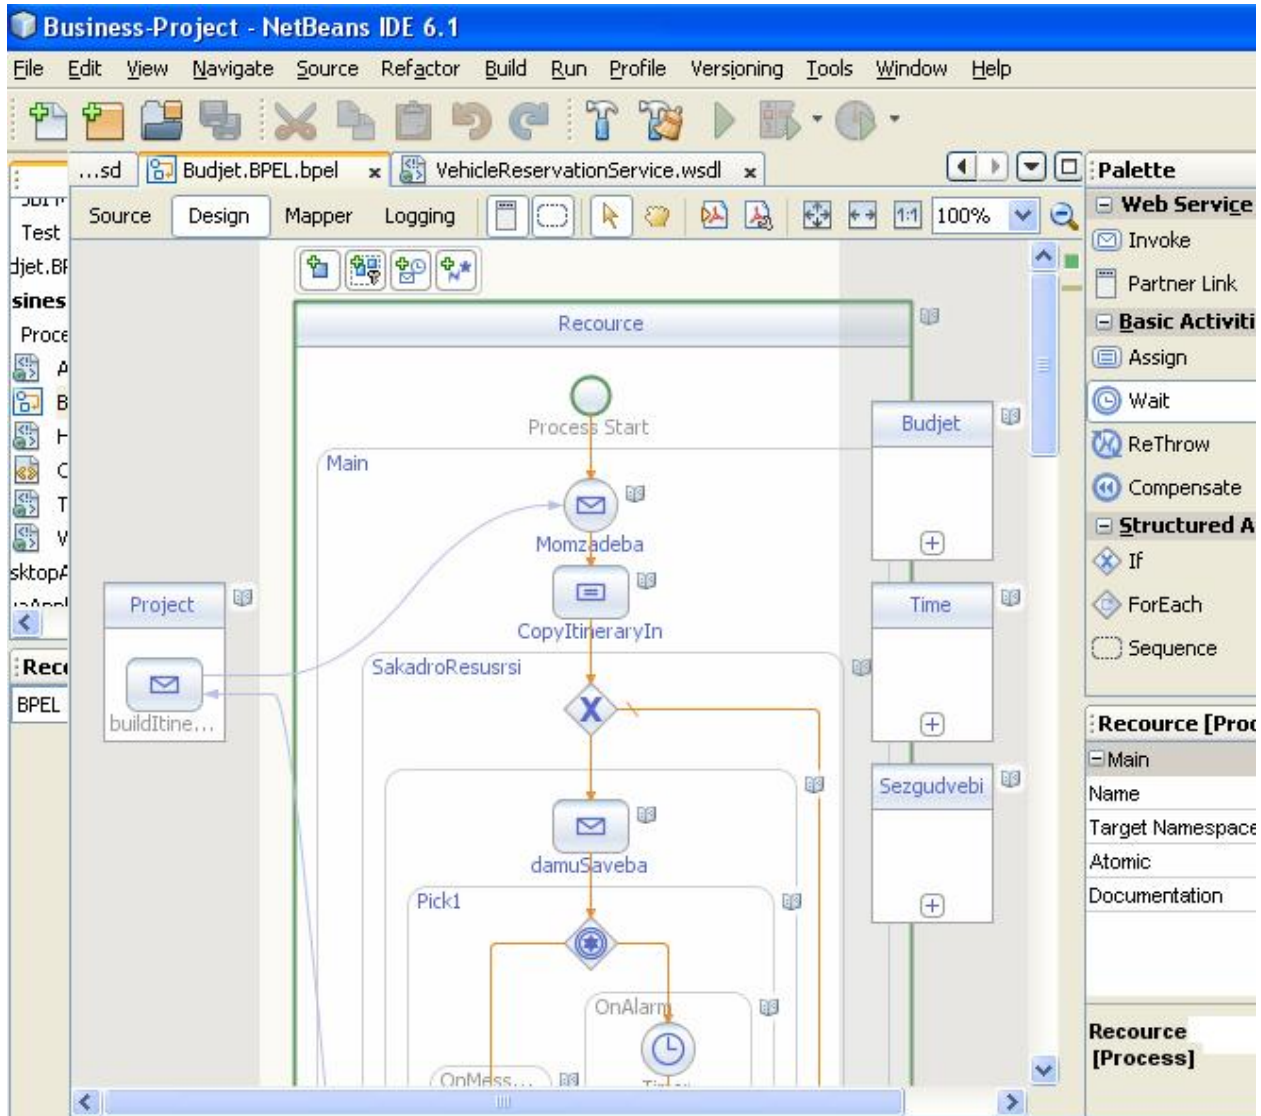 Business-Project - NetBeans IDE 6.1
File Edit View Navigate Source Refactor Build Run Profile Versioning Tools Window Help
...sd Budjet.BPEL.bpel VehicleReservationService.wsdl
Source Design Mapper Logging 1:1 100%
Test
djet.BP
sines
Proce
A
B
H
C
T
V
sktopA
Reco
BPEL
Recource
Process Start
Main
Momzadeba
CopyItineraryIn
Project
buildItine...
SakadroResusrsi
damuSaveba
Pick1
OnAlarm
OnMess...
Timer
Budjet
Time
Sezgudvebi
Palette
Web Service
Invoke
Partner Link
Basic Activiti
Assign
Wait
ReThrow
Compensate
Structured A
If
ForEach
Sequence
Recource [Proc
Main
Name
Target Namespace
Atomic
Documentation
Recource
[Process]